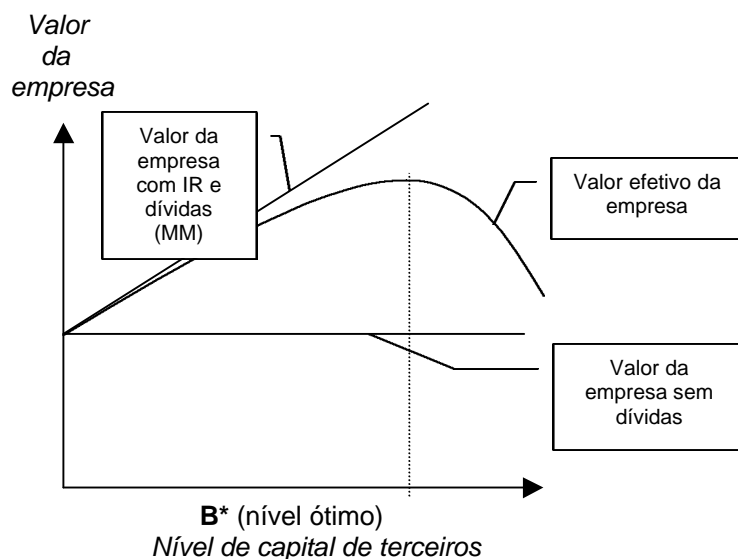 Valor
da
empresa
Valor da
empresa
com IR e
dívidas
(MM)
Valor efetivo da
empresa
Valor da
empresa sem
dívidas
B* (nível ótimo)
Nível de capital de terceiros